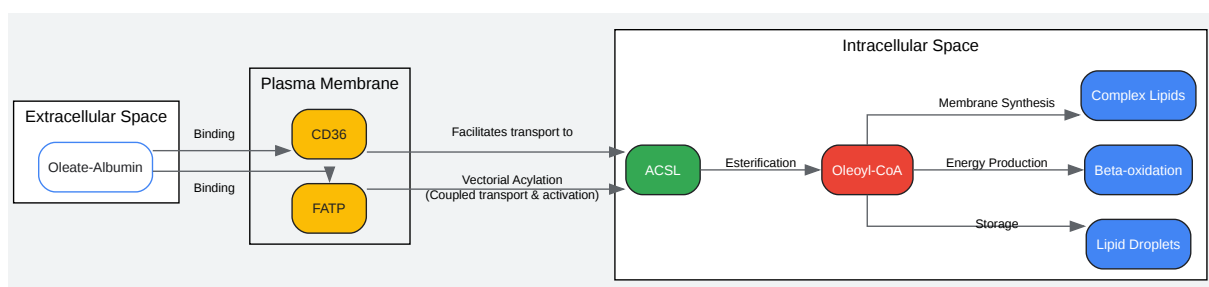 Extracellular Space
Oleate-Albumin
Binding
Binding
Plasma Membrane
CD36
FATP
Facilitates transport to
Vectorial Acylation
(Coupled transport & activation)
Intracellular Space
ACSL
Esterification
Oleoyl-CoA
Membrane Synthesis
Energy Production
Storage
Complex Lipids
Beta-oxidation
Lipid Droplets